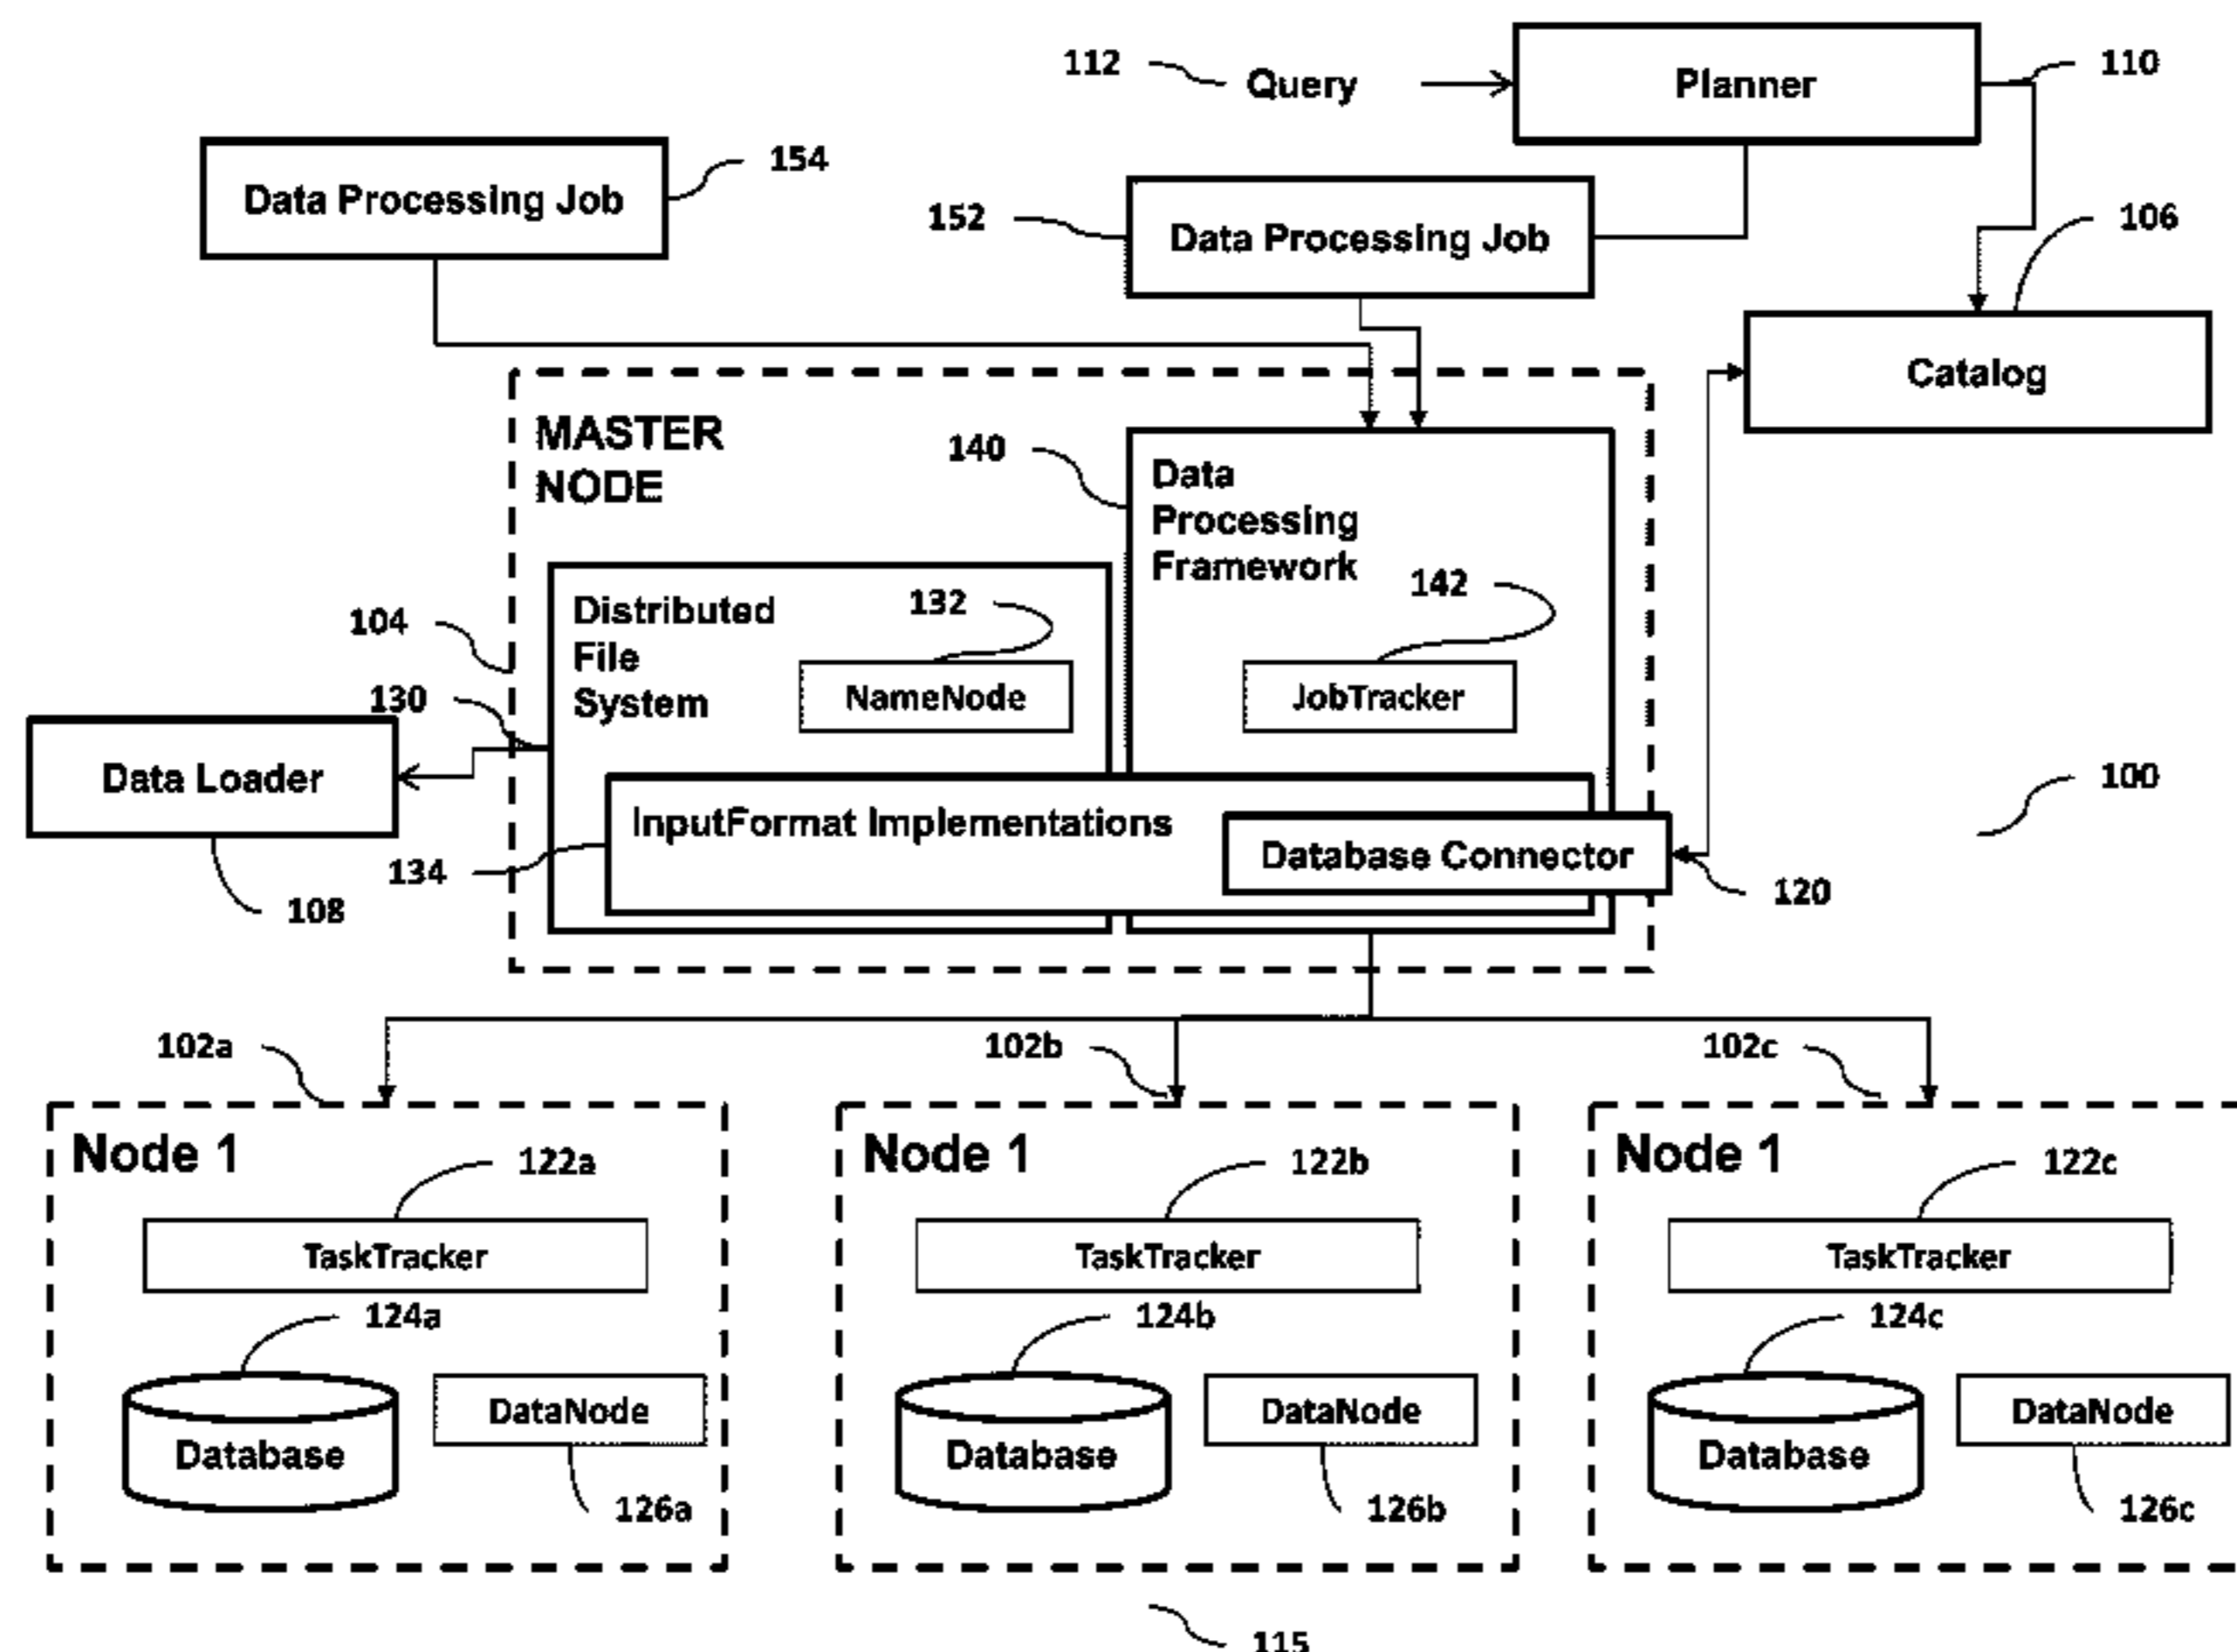 112
Query
Planner
110
154
Data Processing Job
152
Data Processing Job
106
Catalog
MASTER
NODE
140
Data
Processing
Framework
104
Distributed
File
System
132
NameNode
142
JobTracker
130
Data Loader
108
InputFormat Implementations
134
Database Connector
120
100
102a
102b
102c
Node 1
122a
TaskTracker
124a
Database
DataNode
126a
Node 1
122b
TaskTracker
124b
Database
DataNode
126b
Node 1
122c
TaskTracker
124c
Database
DataNode
126c
115